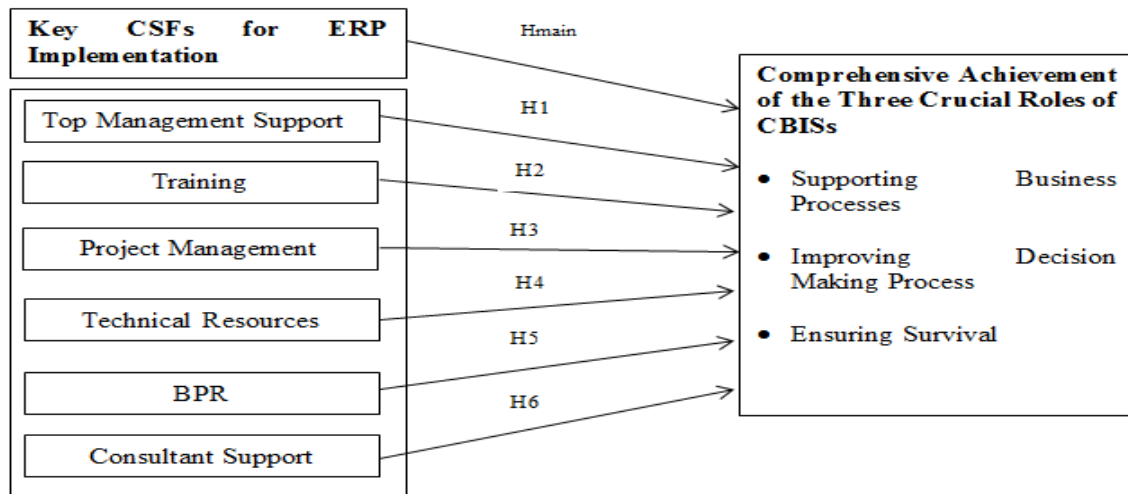 Key CSFs for ERP
Implementation
Hmain
H1
Top Management Support
H2
Training
H3
Project Management
H4
Technical Resources
H5
BPR
H6
Consultant Support
Comprehensive Achievement
of the Three Crucial Roles of
CBISs
• Supporting Business
Processes
• Improving Decision
Making Process
• Ensuring Survival